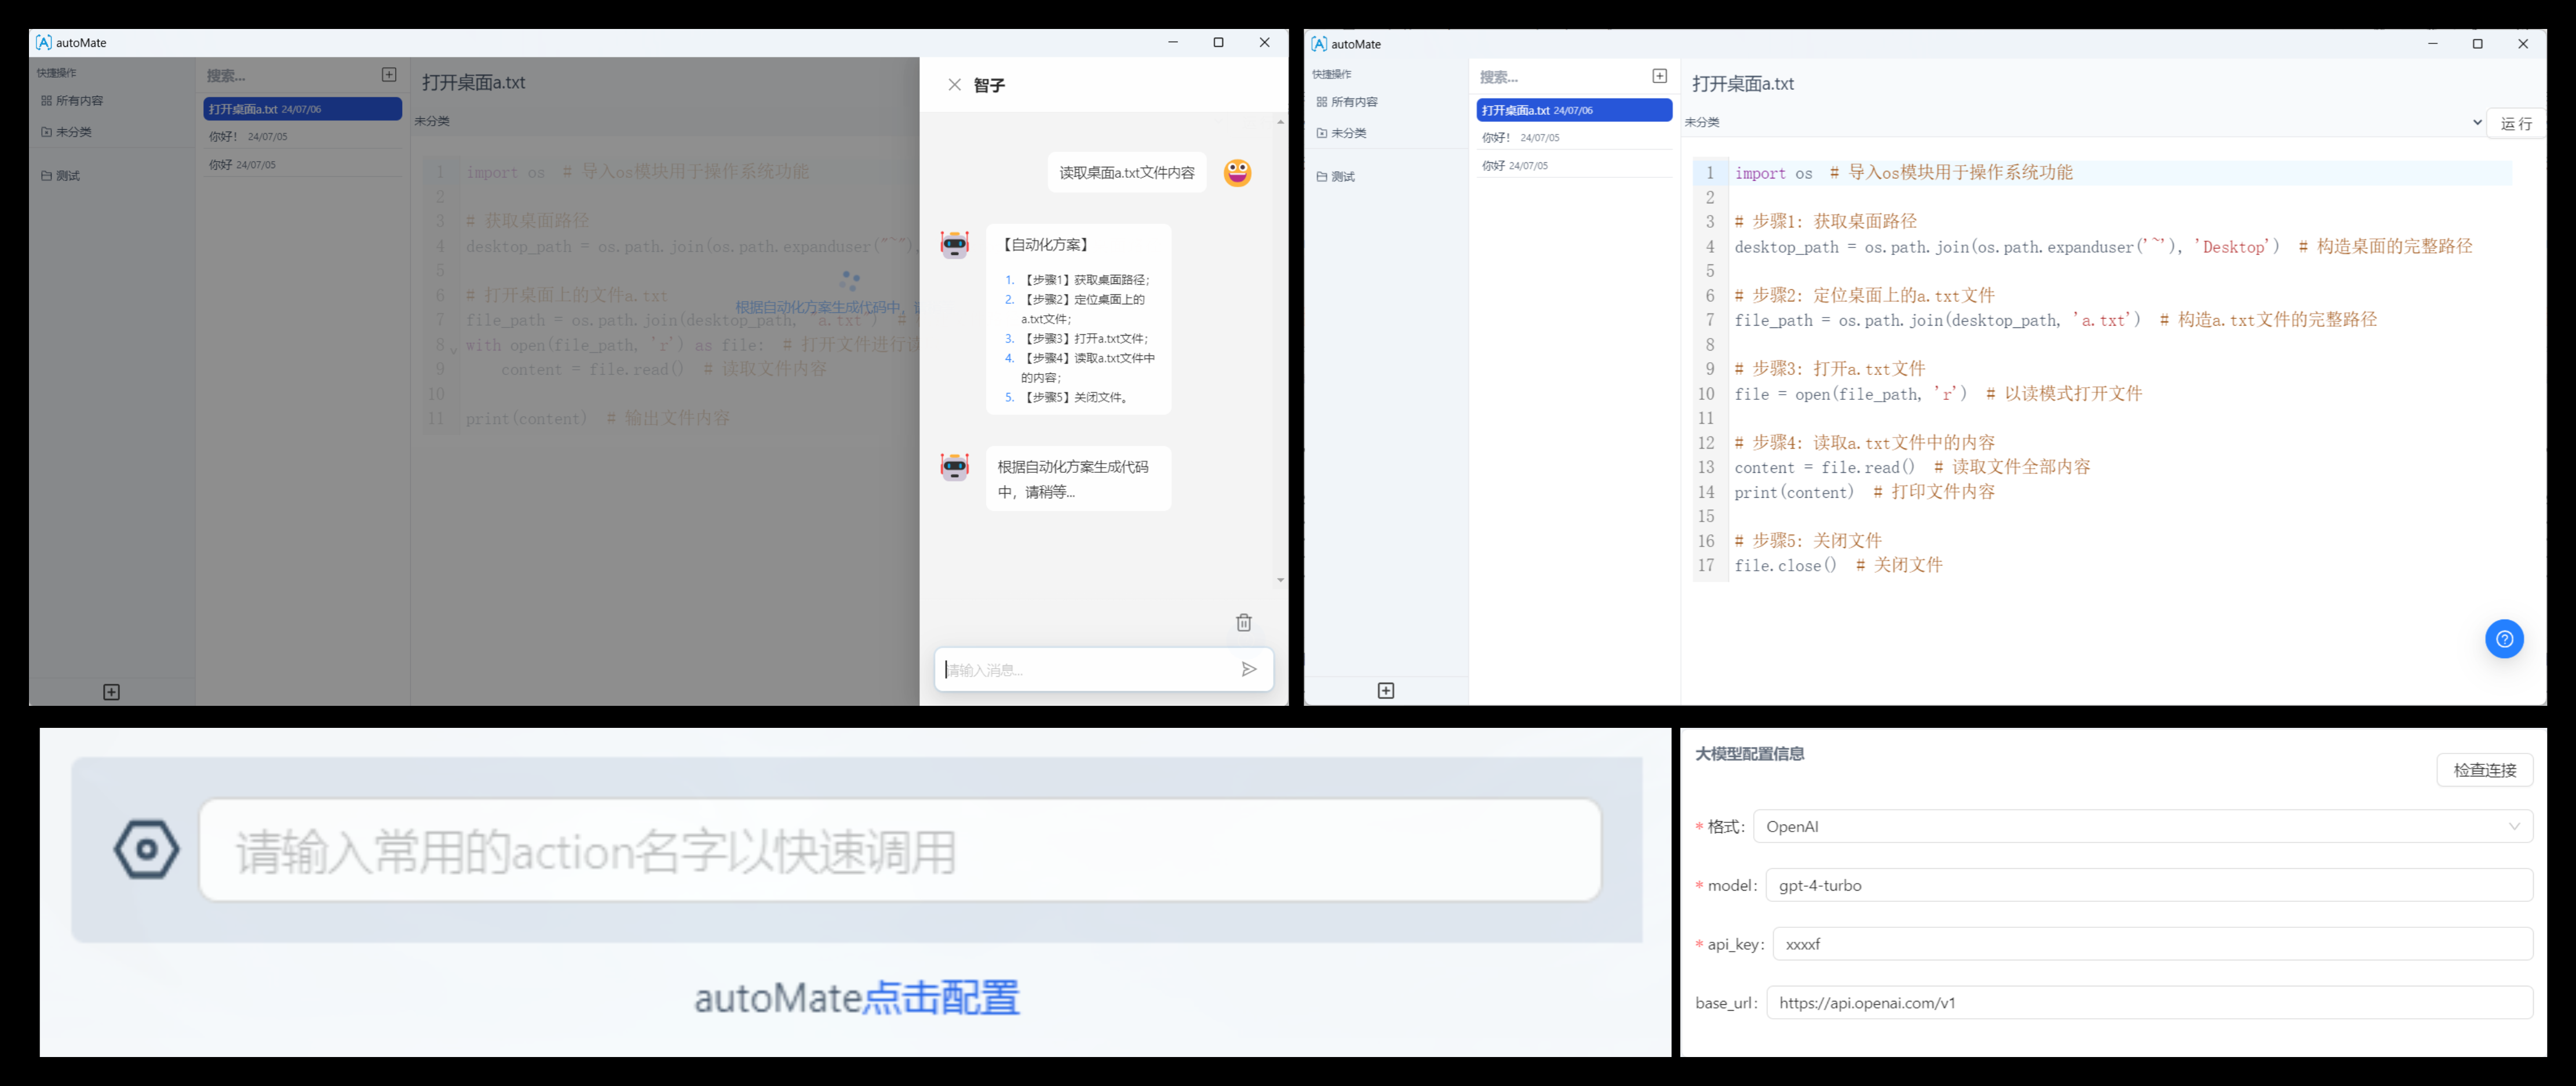 autoMate
快捷操作
所有内容
未分类
测试
搜索...
打开桌面a.txt 24/07/06
你好! 24/07/05
你好 24/07/05
打开桌面a.txt
未分类
1 import os # 导入os模块用于操作系统功能
2
3 # 获取桌面路径
4 desktop_path = os.path.join(os.path.expanduser("~"),
5
6 # 打开桌面上的文件a.txt
根据自动化方案生成代码中,
7 file_path = os.path.join(desktop_path, 'a.txt') #
8 with open(file_path, 'r') as file: # 打开文件进行
9 content = file.read() # 读取文件内容
10
11 print(content) # 输出文件内容
智子
读取桌面a.txt文件内容
【自动化方案】
1. 【步骤1】获取桌面路径;
2. 【步骤2】定位桌面上的
a.txt文件;
3. 【步骤3】打开a.txt文件;
4. 【步骤4】读取a.txt文件中
的内容;
5. 【步骤5】关闭文件。
根据自动化方案生成代码
中，请稍等...
请输入消息...
autoMate
快捷操作
所有内容
未分类
测试
搜索...
打开桌面a.txt 24/07/06
你好! 24/07/05
你好 24/07/05
打开桌面a.txt
未分类
运行
1 import os # 导入os模块用于操作系统功能
2
3 # 步骤1: 获取桌面路径
4 desktop_path = os.path.join(os.path.expanduser('~'), 'Desktop') # 构造桌面的完整路径
5
6 # 步骤2: 定位桌面上的a.txt文件
7 file_path = os.path.join(desktop_path, 'a.txt') # 构造a.txt文件的完整路径
8
9 # 步骤3: 打开a.txt文件
10 file = open(file_path, 'r') # 以读模式打开文件
11
12 # 步骤4: 读取a.txt文件中的内容
13 content = file.read() # 读取文件全部内容
14 print(content) # 打印文件内容
15
16 # 步骤5: 关闭文件
17 file.close() # 关闭文件
请输入常用的action名字以快速调用
autoMate点击配置
大模型配置信息
检查连接
* 格式: OpenAI
* model: gpt-4-turbo
* api_key: xxxxf
base_url: https://api.openai.com/v1